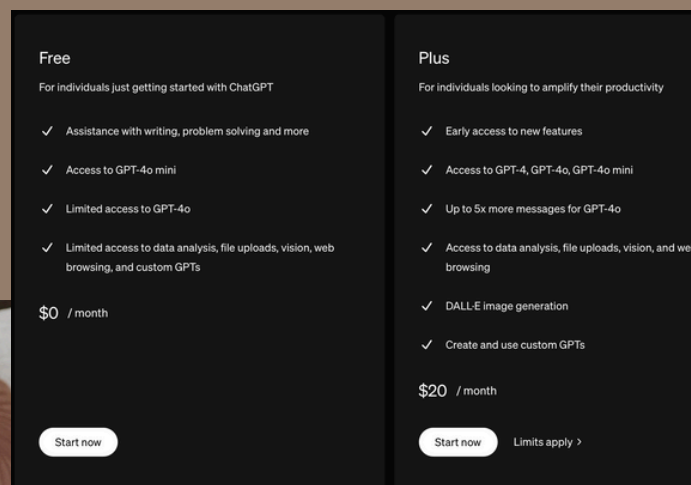 Free
For individuals just getting started with ChatGPT
Assistance with writing, problem solving and more
Access to GPT-4o mini
Limited access to GPT-4o
Limited access to data analysis, file uploads, vision, web
browsing, and custom GPTs
$0 / month
Start now
Plus
For individuals looking to amplify their productivity
Early access to new features
Access to GPT-4, GPT-4o, GPT-4o mini
Up to 5x more messages for GPT-4o
Access to data analysis, file uploads, vision, and we
browsing
DALL·E image generation
Create and use custom GPTs
$20 / month
Start now Limits apply >